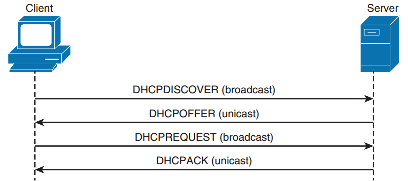 Client
Server
DHCPDISCOVER (broadcast)
DHCPOFFER (unicast)
DHCPREQUEST (broadcast)
DHCPACK (unicast)